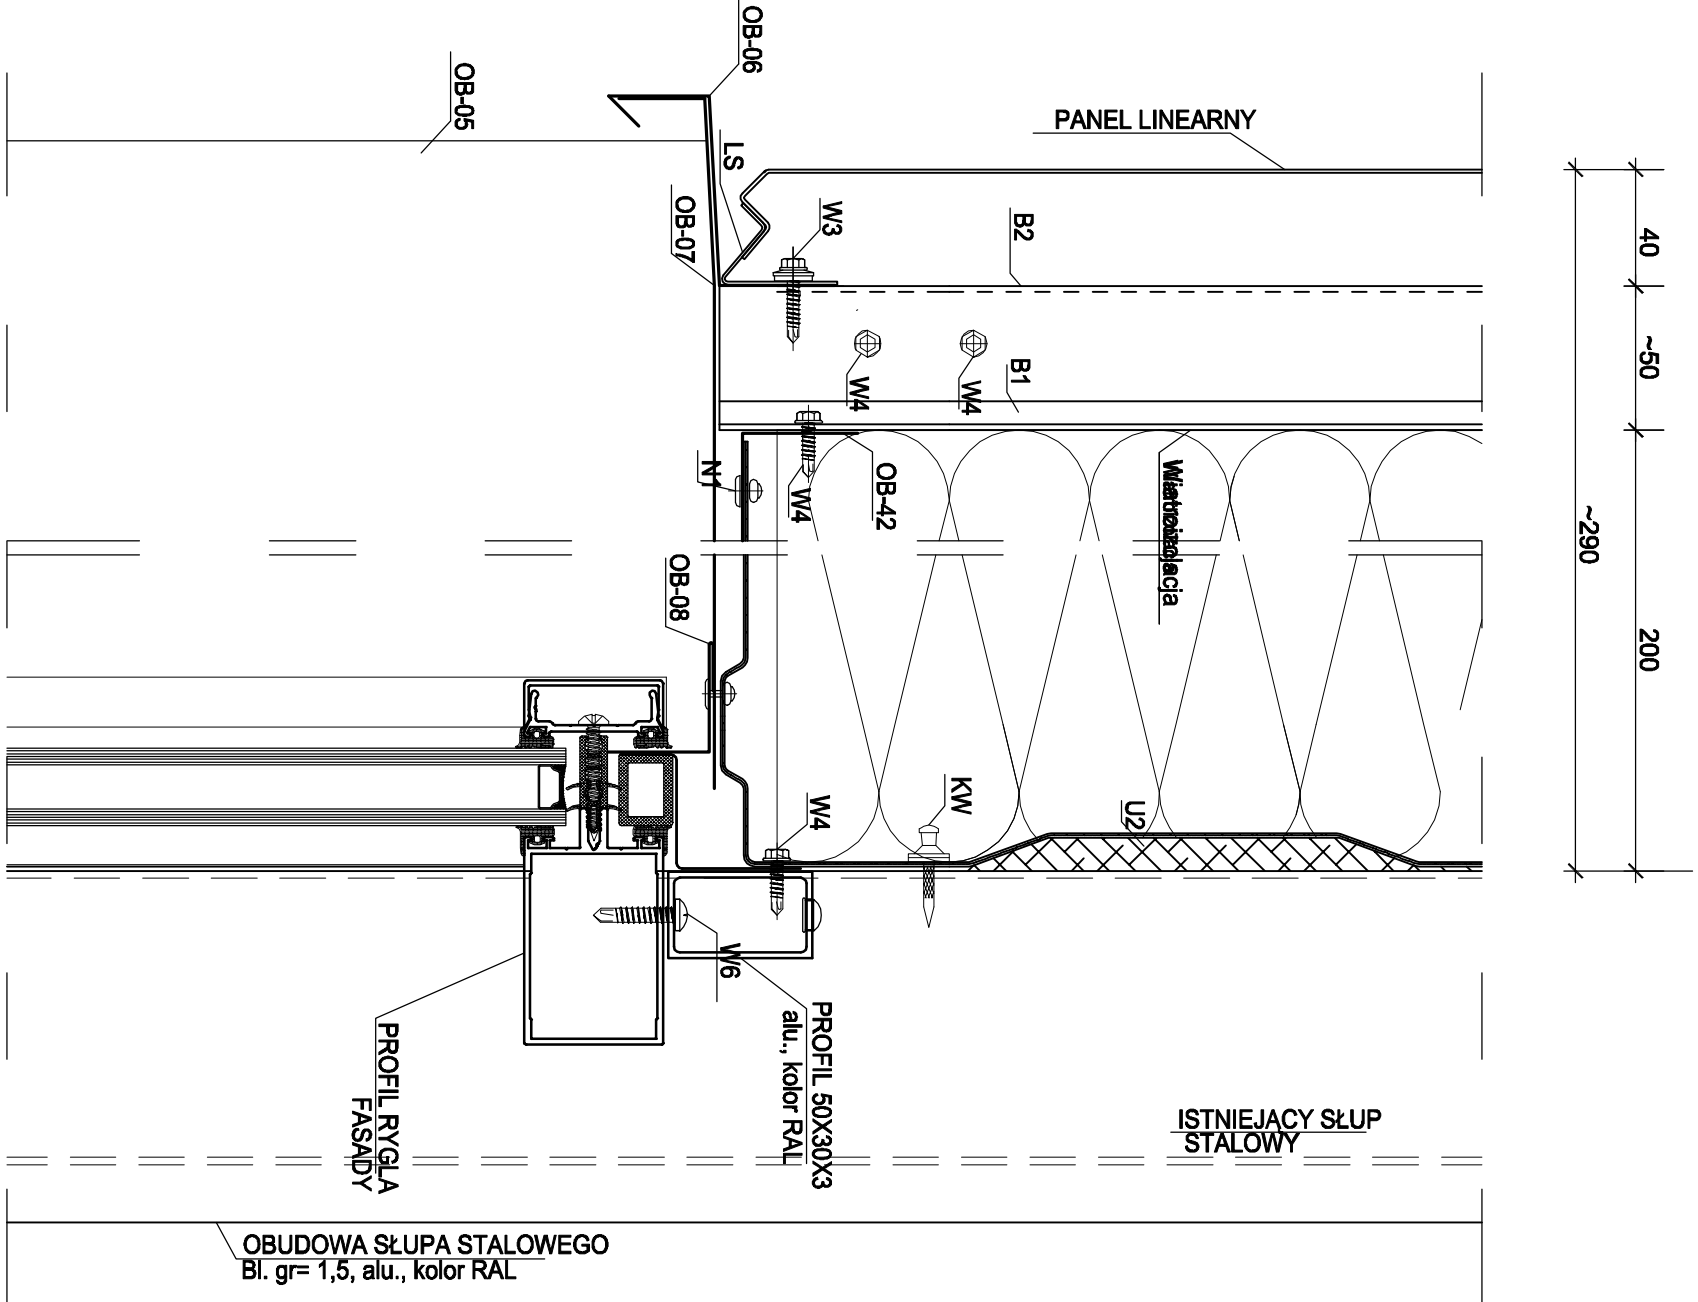 OB-06
OB-05
PANEL LINEARNY
LS
W3
OB-07
B2
40
~50
B1
W4
W4
N1
W4
OB-42
~290
OB-08
200
W4
KW
U2
W6
PROFIL 50X30X3
alu., kolor RAL
PROFIL RYGLA
FASADY
ISTNIEJĄCY SŁUP
STALOWY
OBUDOWA SŁUPA STALOWEGO
Bl. gr= 1,5, alu., kolor RAL